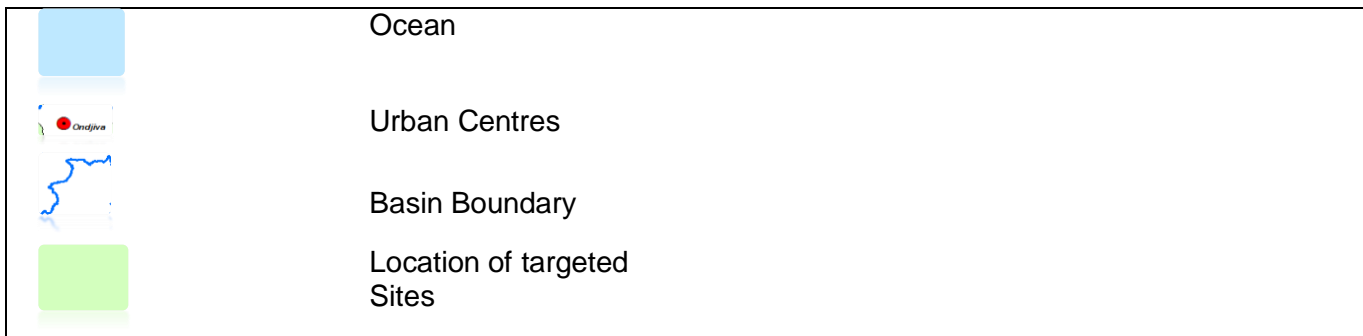 Ocean
Ondjiva
Urban Centres
Basin Boundary
Location of targeted
Sites